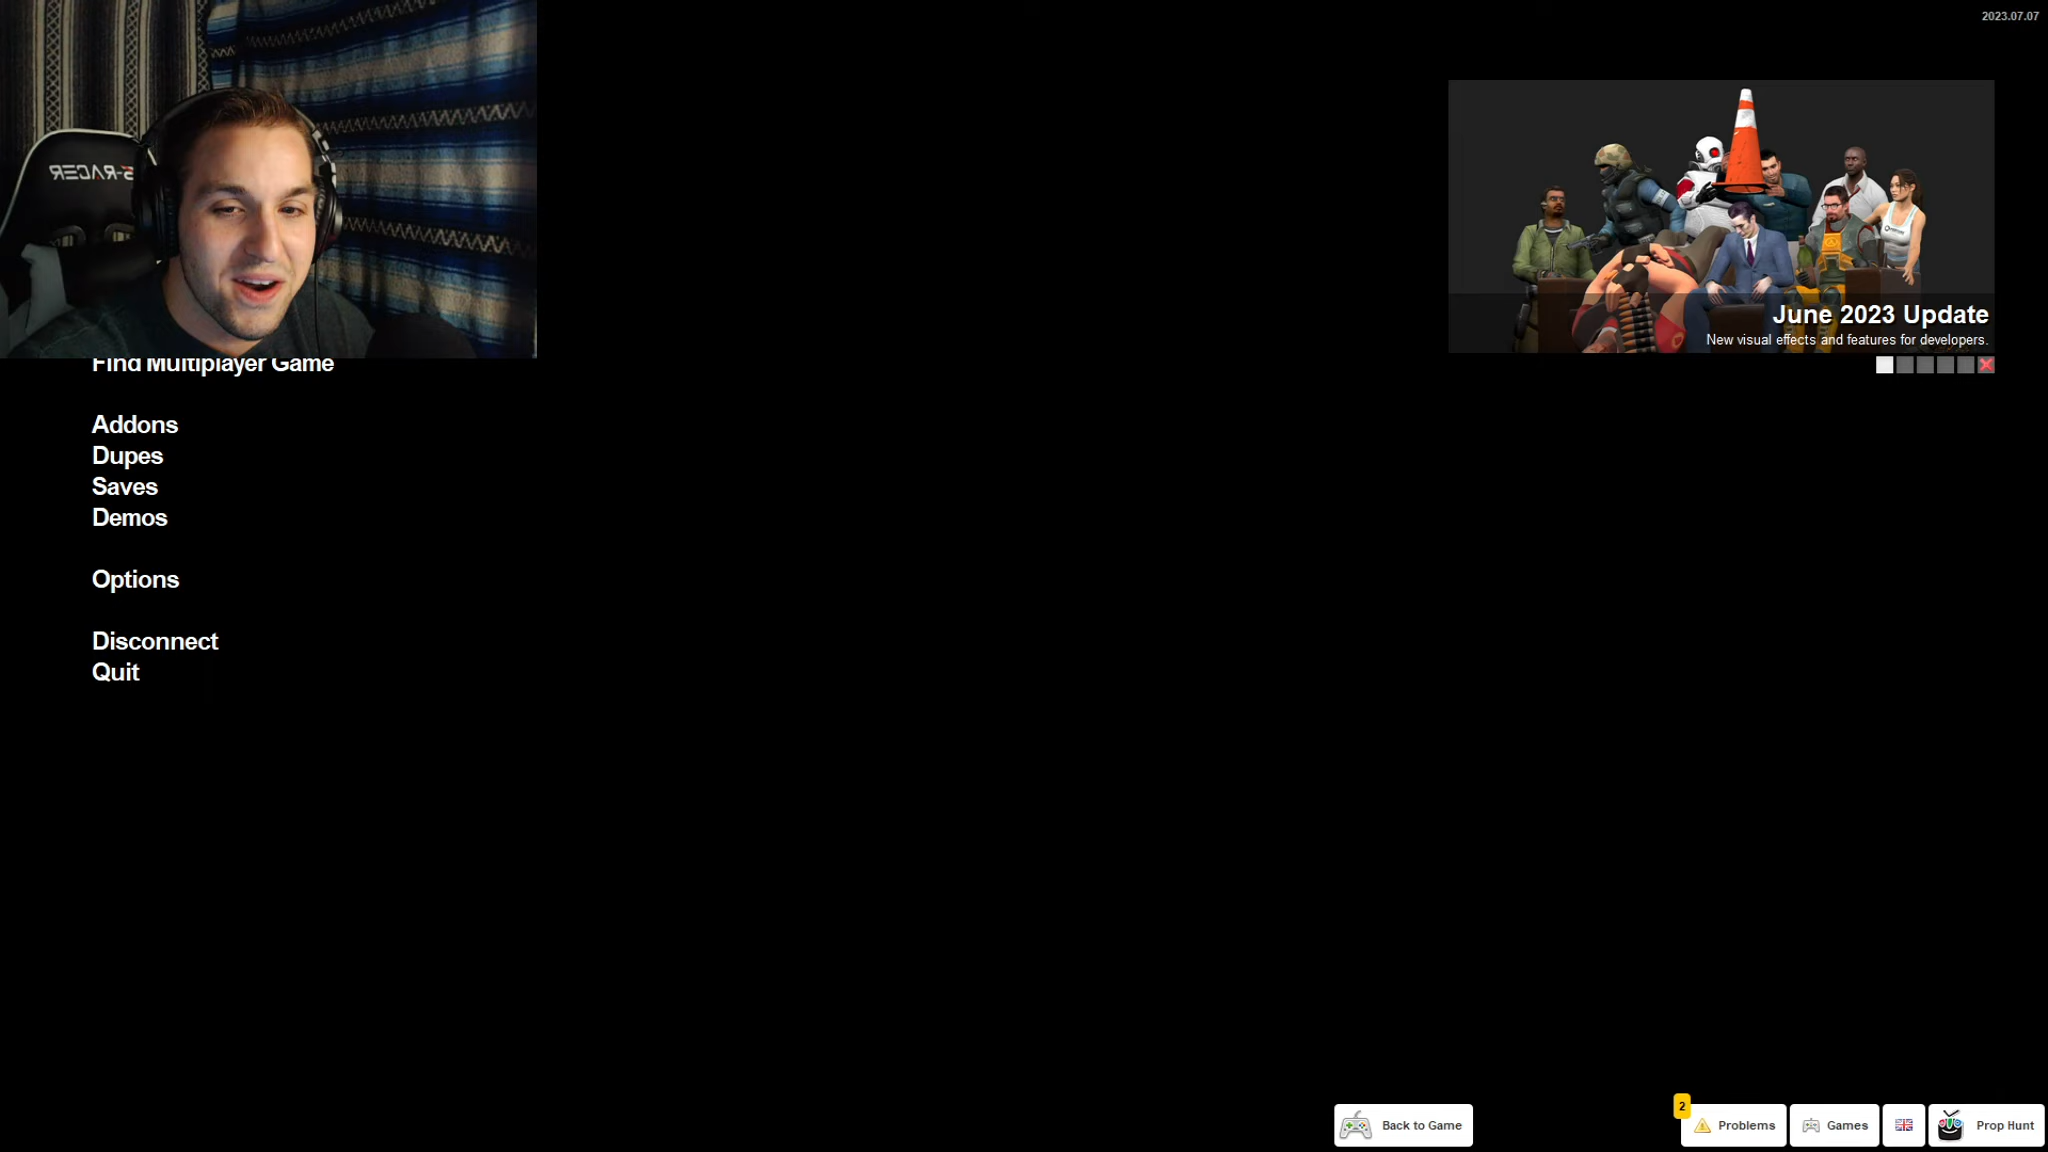 2023.07.07
S-RACER
June 2023 Update
New visual effects and features for developers.
Find Multiplayer Game
Addons
Dupes
Saves
Demos
Options
Disconnect
Quit
2
Back to Game
Problems
Games
Prop Hunt